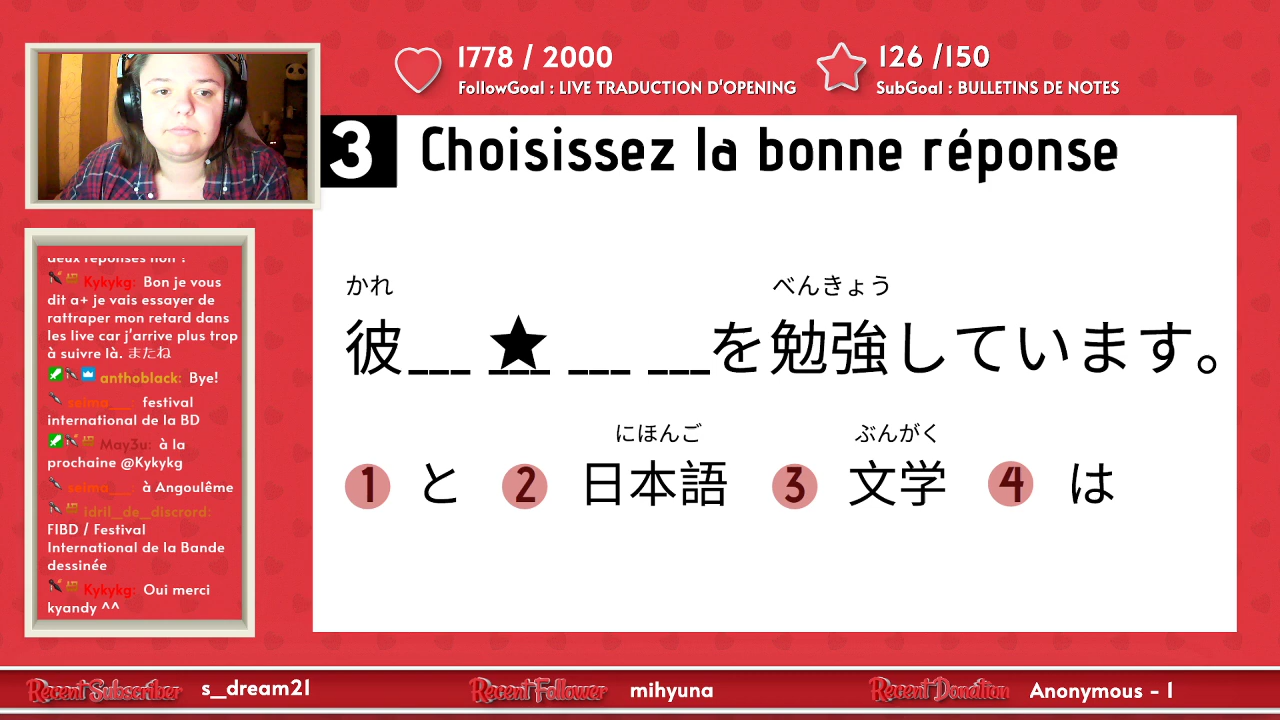 1778 / 2000
FollowGoal : LIVE TRADUCTION D'OPENING
126 /150
SubGoal : BULLETINS DE NOTES
3 Choisissez la bonne réponse
かれ べんきょう
彼___ ★ ___ ___を勉強しています。
にほんご ぶんがく
1 と 2 日本語 3 文学 4 は
deux réponses non ?
Kykykg: Bon je vous
dit a+ je vais essayer de
rattraper mon retard dans
les live car j'arrive plus trop
à suivre là. またね
anthoblack: Bye!
seima___: festival
international de la BD
May3u: à la
prochaine @Kykykg
seima___: à Angoulême
idril_de_discrord:
FIBD / Festival
International de la Bande
dessinée
Kykykg: Oui merci
kyandy ^^
Recent Subscriber s_dream21
Recent Follower mihyuna
Recent Donation Anonymous - 1